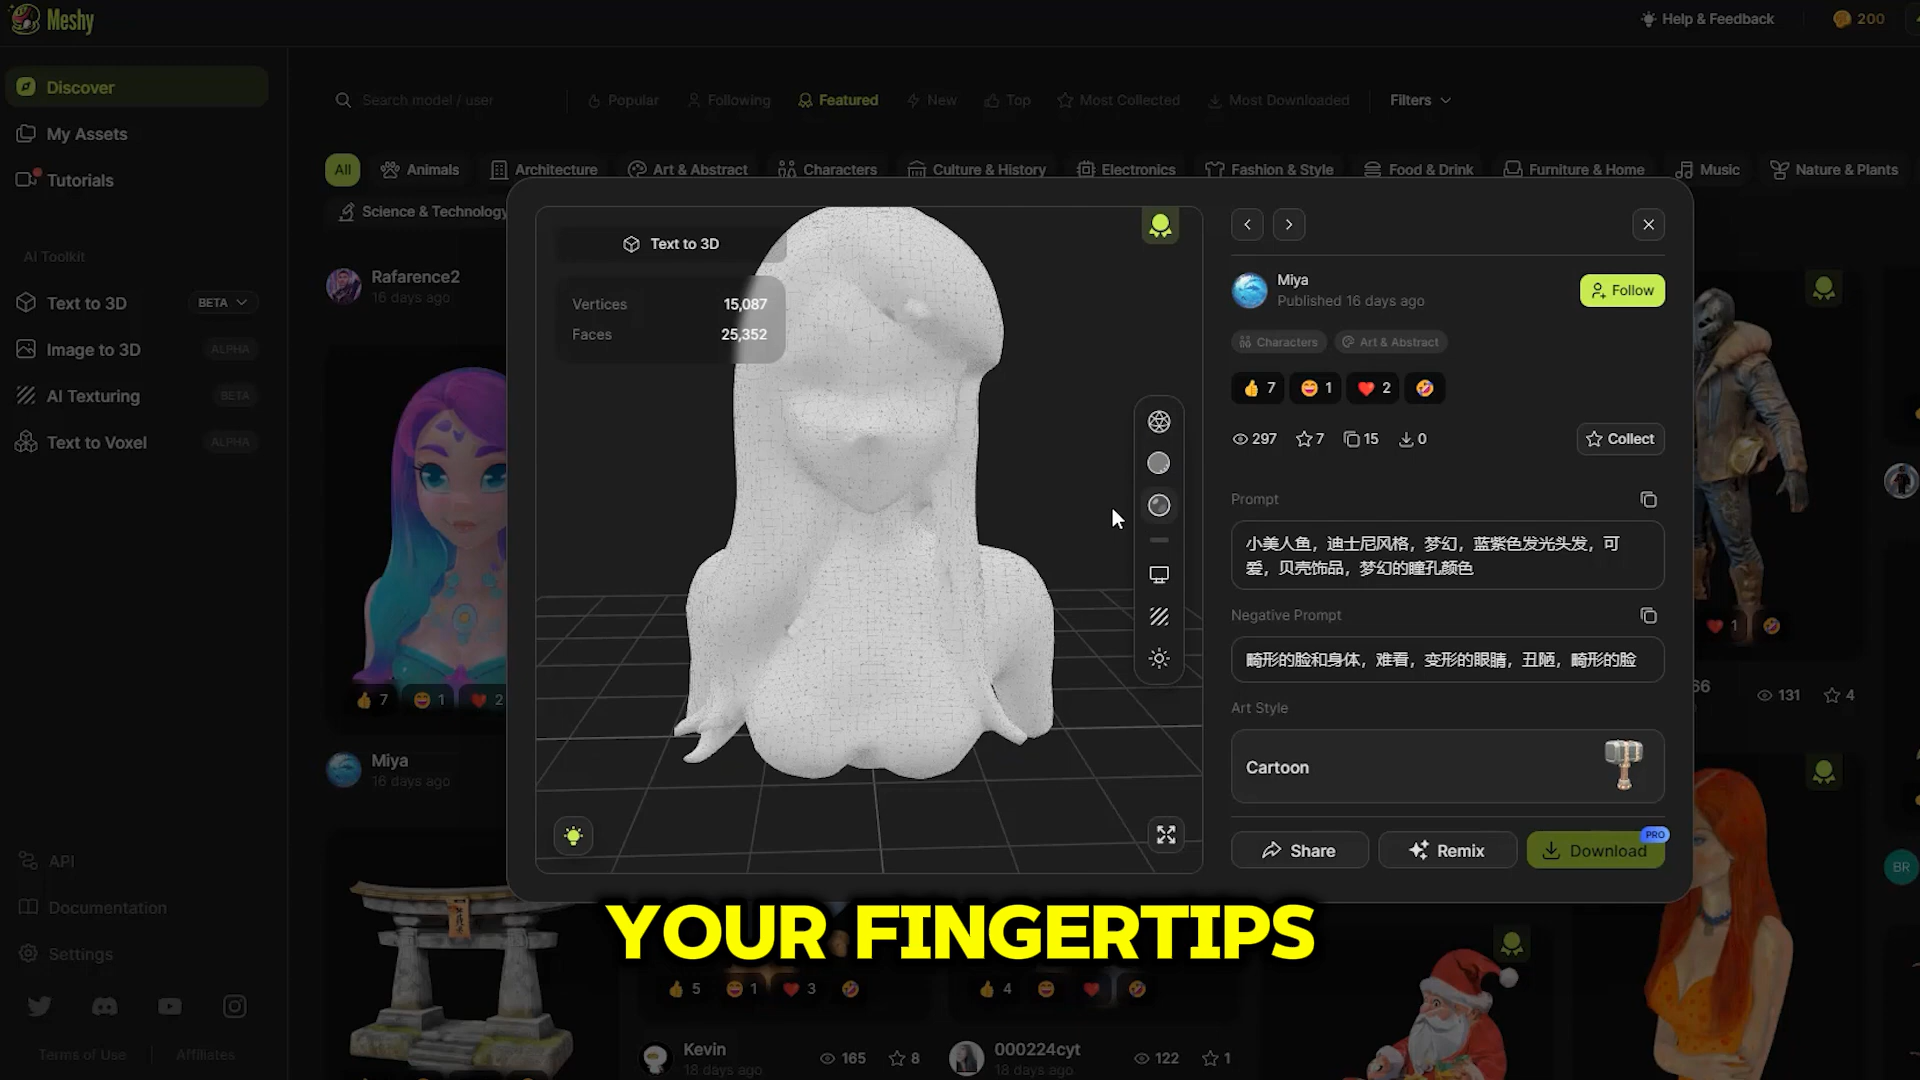 Meshy
Help & Feedback
200
Discover
My Assets
Tutorials
AI Toolkit
Text to 3D BETA
Image to 3D ALPHA
AI Texturing BETA
Text to Voxel ALPHA
API
Documentation
Settings
Terms of Use
Affiliates
Search model / user
Popular
Following
Featured
New
Top
Most Collected
Most Downloaded
Filters
All
Animals
Architecture
Art & Abstract
Characters
Culture & History
Electronics
Fashion & Style
Food & Drink
Furniture & Home
Music
Nature & Plants
Science & Technology
Rafarence2
16 days ago
7 1 2
Miya
16 days ago
Text to 3D
Vertices 15,087
Faces 25,352
Miya
Published 16 days ago
Follow
Characters
Art & Abstract
7 1 2
297 7 15 0
Collect
Prompt
小美人鱼，迪士尼风格，梦幻，蓝紫色发光头发，可
爱，贝壳饰品，梦幻的瞳孔颜色
Negative Prompt
畸形的脸和身体，难看，变形的眼睛，丑陋，畸形的脸
Art Style
Cartoon
Share
Remix
Download
PRO
1
131 4
BR
YOUR FINGERTIPS
5 1 3
4
Kevin
18 days ago
165 8
000224cyt
18 days ago
122 1